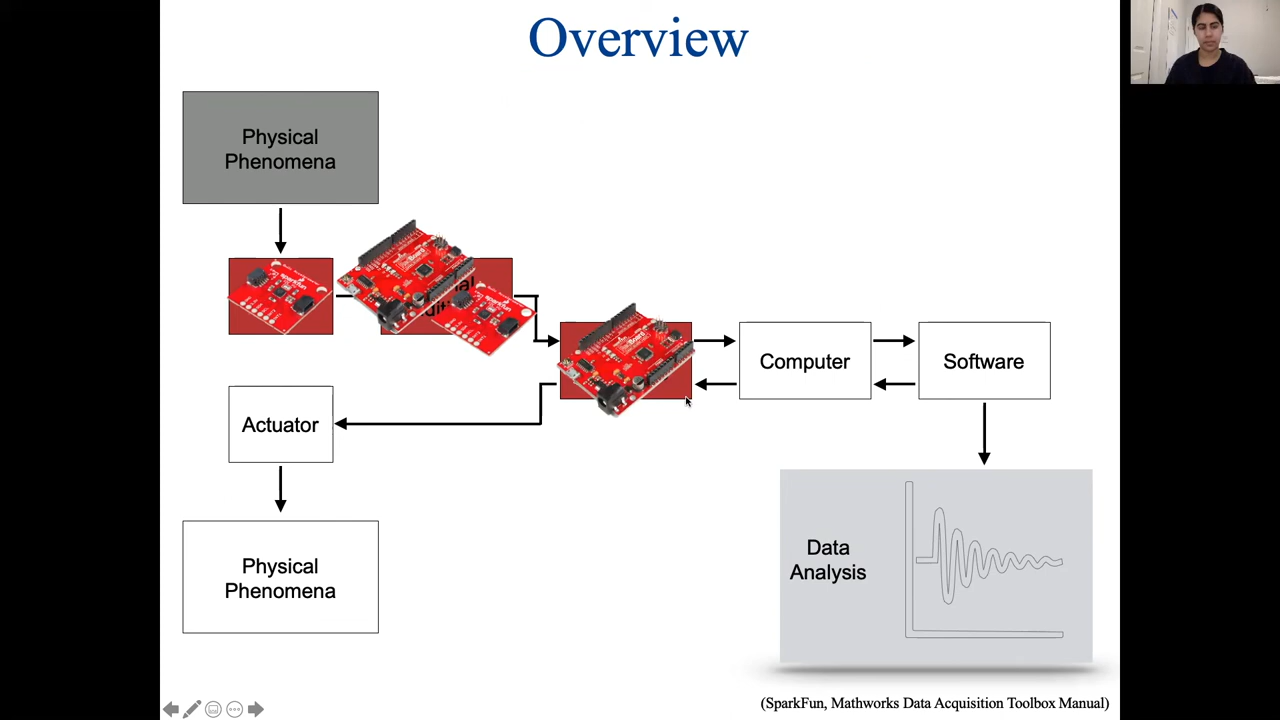 Overview
Physical
Phenomena
Computer
Software
Actuator
Physical
Phenomena
Data
Analysis
(SparkFun, Mathworks Data Acquisition Toolbox Manual)